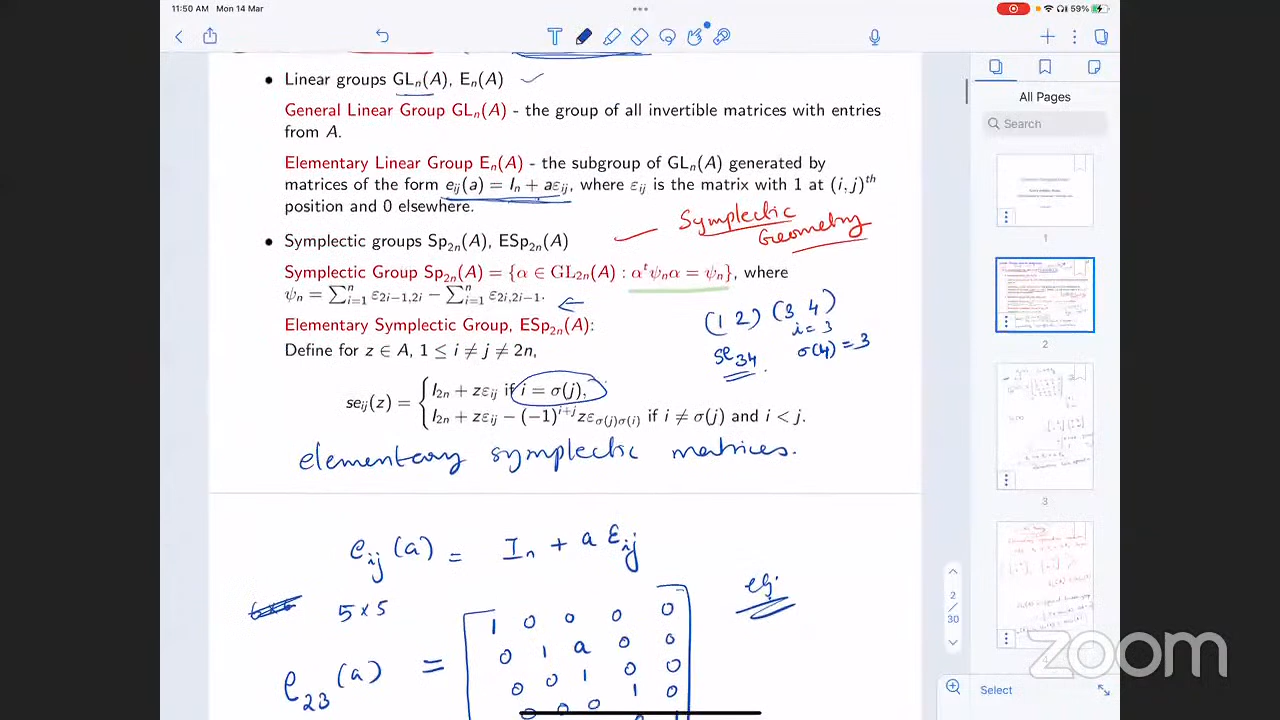 11:50 AM Mon 14 Mar
59%
• Linear groups GLₙ(A), Eₙ(A)
General Linear Group GLₙ(A) - the group of all invertible matrices with entries
from A.
Elementary Linear Group Eₙ(A) - the subgroup of GLₙ(A) generated by
matrices of the form eᵢⱼ(a) = Iₙ + aεᵢⱼ, where εᵢⱼ is the matrix with 1 at (i, j)ᵗʰ
position and 0 elsewhere.
Symplectic
Geometry
• Symplectic groups Sp₂ₙ(A), ESp₂ₙ(A)
Symplectic Group Sp₂ₙ(A) = {α ∈ GL₂ₙ(A) : αᵗψₙα = ψₙ}, where
ψₙ = ∑ⁿᵢ₌₁ ε₂ᵢ₋₁,₂ᵢ − ∑ⁿᵢ₌₁ ε₂ᵢ,₂ᵢ₋₁.
(1 2) (3 4)
i = 3
σ(4) = 3
se₃₄
Elementary Symplectic Group, ESp₂ₙ(A):
Define for z ∈ A, 1 ≤ i ≠ j ≠ 2n,
seᵢⱼ(z) = { I₂ₙ + zεᵢⱼ if i = σ(j),
I₂ₙ + zεᵢⱼ − (−1)ⁱ⁺ʲzε_σ(j)σ(i) if i ≠ σ(j) and i < j.
elementary symplectic matrices.
eᵢⱼ(a) = Iₙ + a Eᵢⱼ
eg:
5 x 5
e₂₃(a) =
1 0 0 0 0
0 1 a 0 0
0 0 1 0 0
0 0 0 1 0
All Pages
Search
1
2
3
4
2
30
Select
zoom